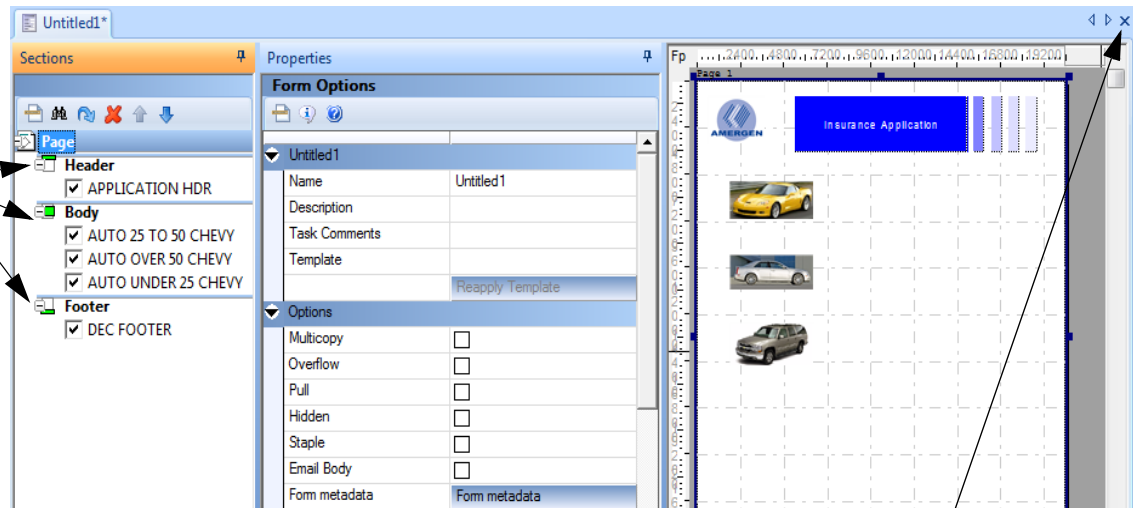 Untitled1*
Sections
Page
Header
APPLICATION HDR
Body
AUTO 25 TO 50 CHEVY
AUTO OVER 50 CHEVY
AUTO UNDER 25 CHEVY
Footer
DEC FOOTER
Properties
Form Options
Untitled1
Name Untitled1
Description
Task Comments
Template
Reapply Template
Options
Multicopy
Overflow
Pull
Hidden
Staple
Email Body
Form metadata Form metadata
Fp 2400 4800 7200 9600 12000 14400 16800 19200
Page 1
AMERGEN
Insurance Application